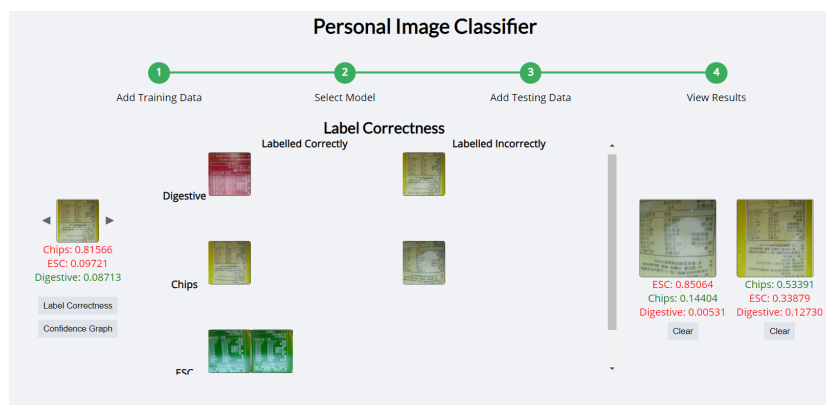 Personal Image Classifier
1
2
3
4
Add Training Data
Select Model
Add Testing Data
View Results
Label Correctness
Labelled Correctly
Labelled Incorrectly
Digestive
Chips
ESC
Chips: 0.81566
ESC: 0.09721
Digestive: 0.08713
Label Correctness
Confidence Graph
ESC: 0.85064
Chips: 0.14404
Digestive: 0.00531
Clear
Chips: 0.53391
ESC: 0.33879
Digestive: 0.12730
Clear